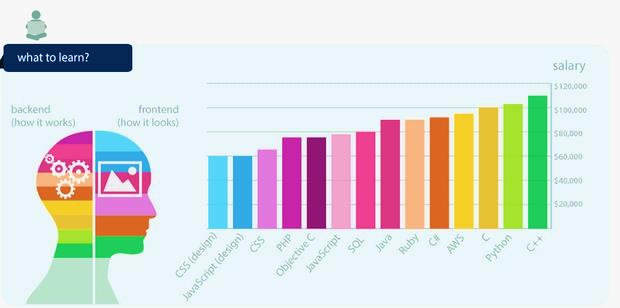 what to learn?
backend
(how it works)
frontend
(how it looks)
salary
$120,000
$100,000
$80,000
$60,000
$40,000
$20,000
CSS (design)
JavaScript (design)
CSS
PHP
Objective C
JavaScript
SQL
Java
Ruby
C#
AWS
C
Python
C++